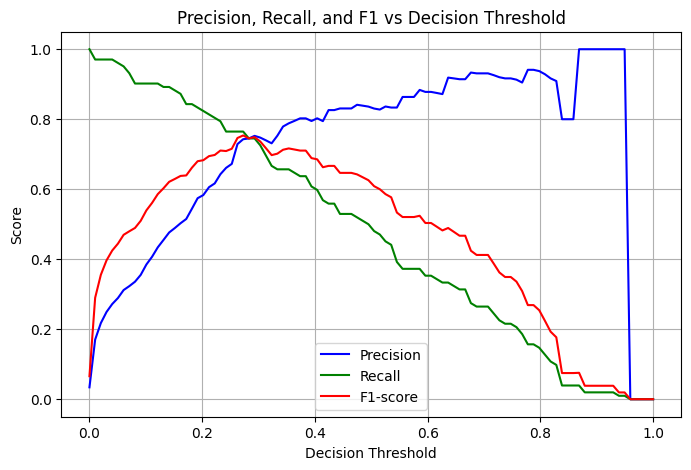 Precision, Recall, and F1 vs Decision Threshold
Score
1.0
0.8
0.6
0.4
0.2
0.0
Precision
Recall
F1-score
0.0 0.2 0.4 0.6 0.8 1.0
Decision Threshold